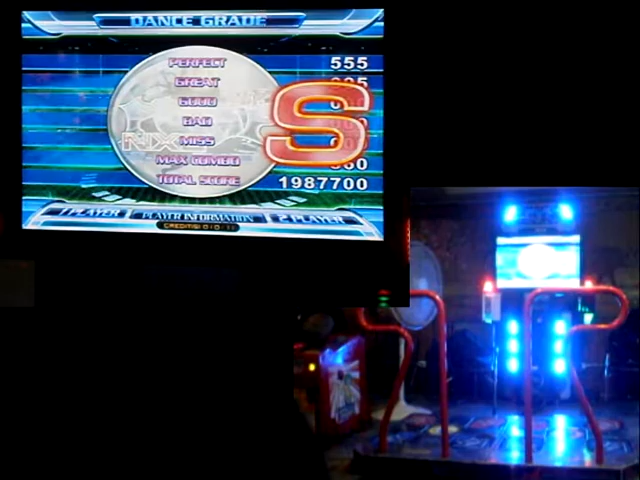 DANCE GRADE
PERFECT 555
GREAT
GOOD
BAD
NX MISS
MAX COMBO
TOTAL SCORE 1987700
S
1 PLAYER PLAYER INFORMATION 2 PLAYER